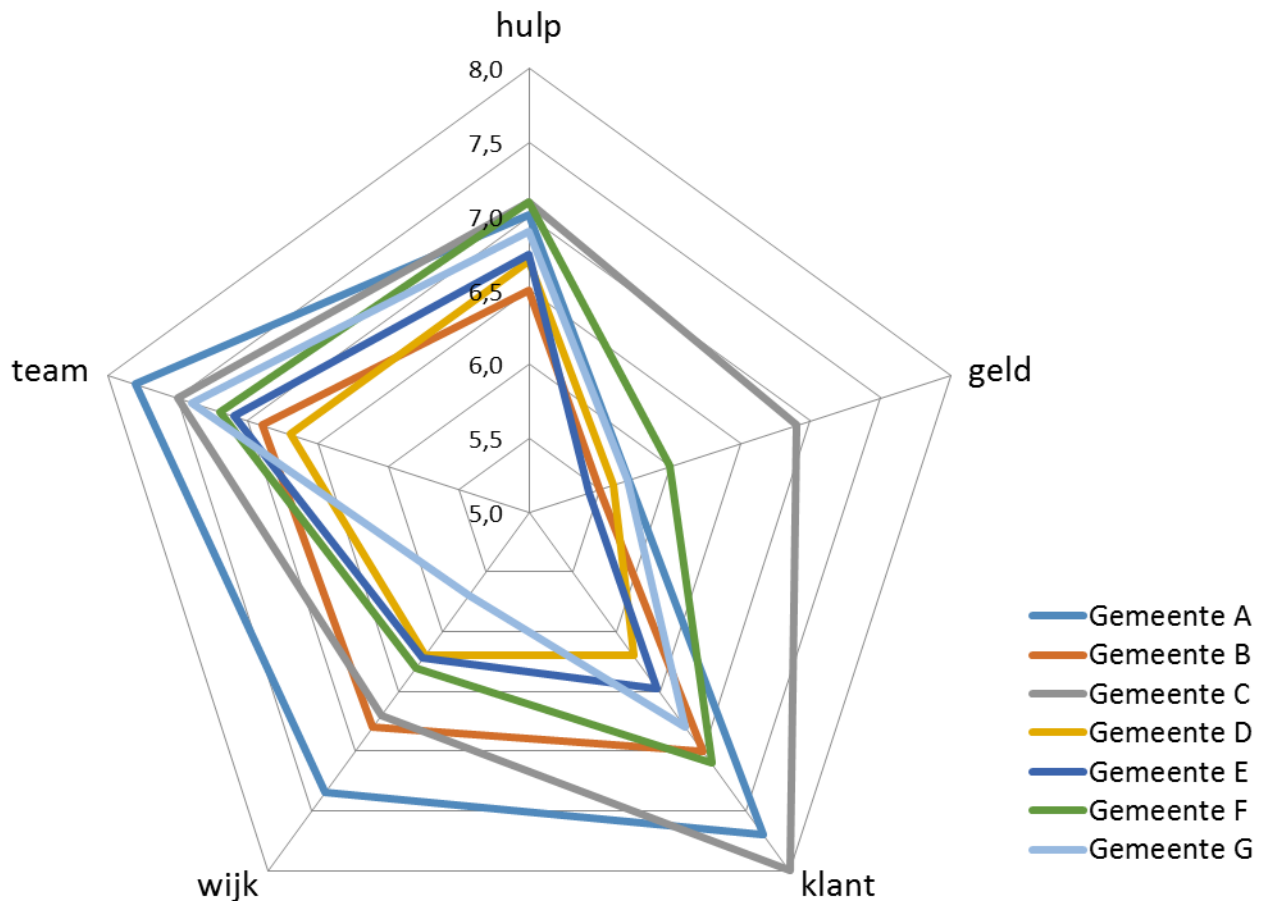 hulp
8,0
7,5
7,0
6,5
6,0
5,5
5,0
team
geld
wijk
klant
Gemeente A
Gemeente B
Gemeente C
Gemeente D
Gemeente E
Gemeente F
Gemeente G